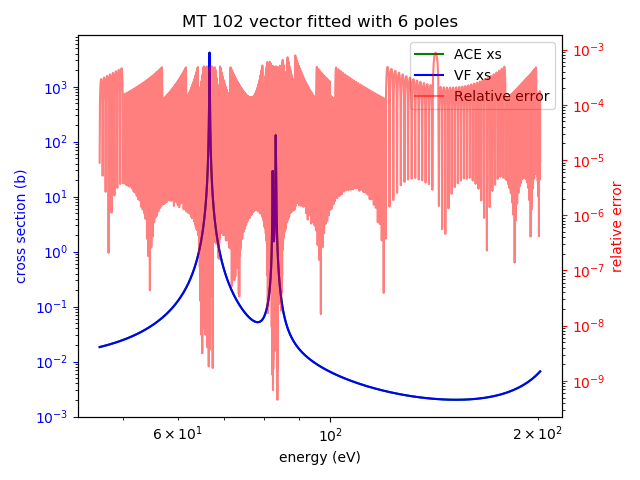 MT 102 vector fitted with 6 poles
ACE xs
VF xs
Relative error
cross section (b)
10³
10²
10¹
10⁰
10⁻¹
10⁻²
10⁻³
relative error
10⁻³
10⁻⁴
10⁻⁵
10⁻⁶
10⁻⁷
10⁻⁸
10⁻⁹
6 × 10¹
10²
2 × 10²
energy (eV)